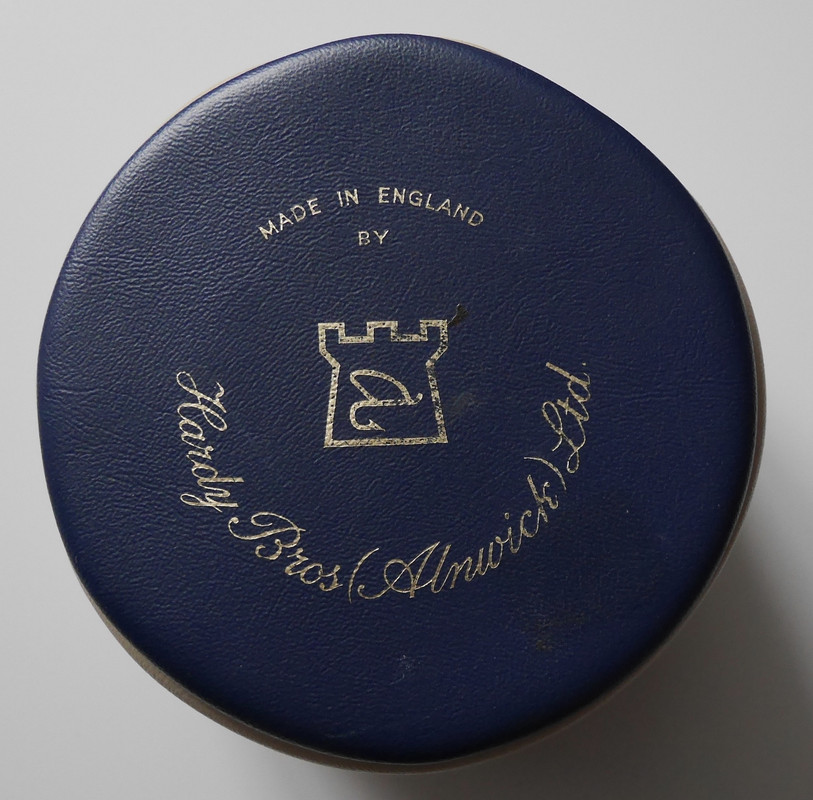 MADE IN ENGLAND
BY
a
Hardy Bros (Alnwick) Ltd.